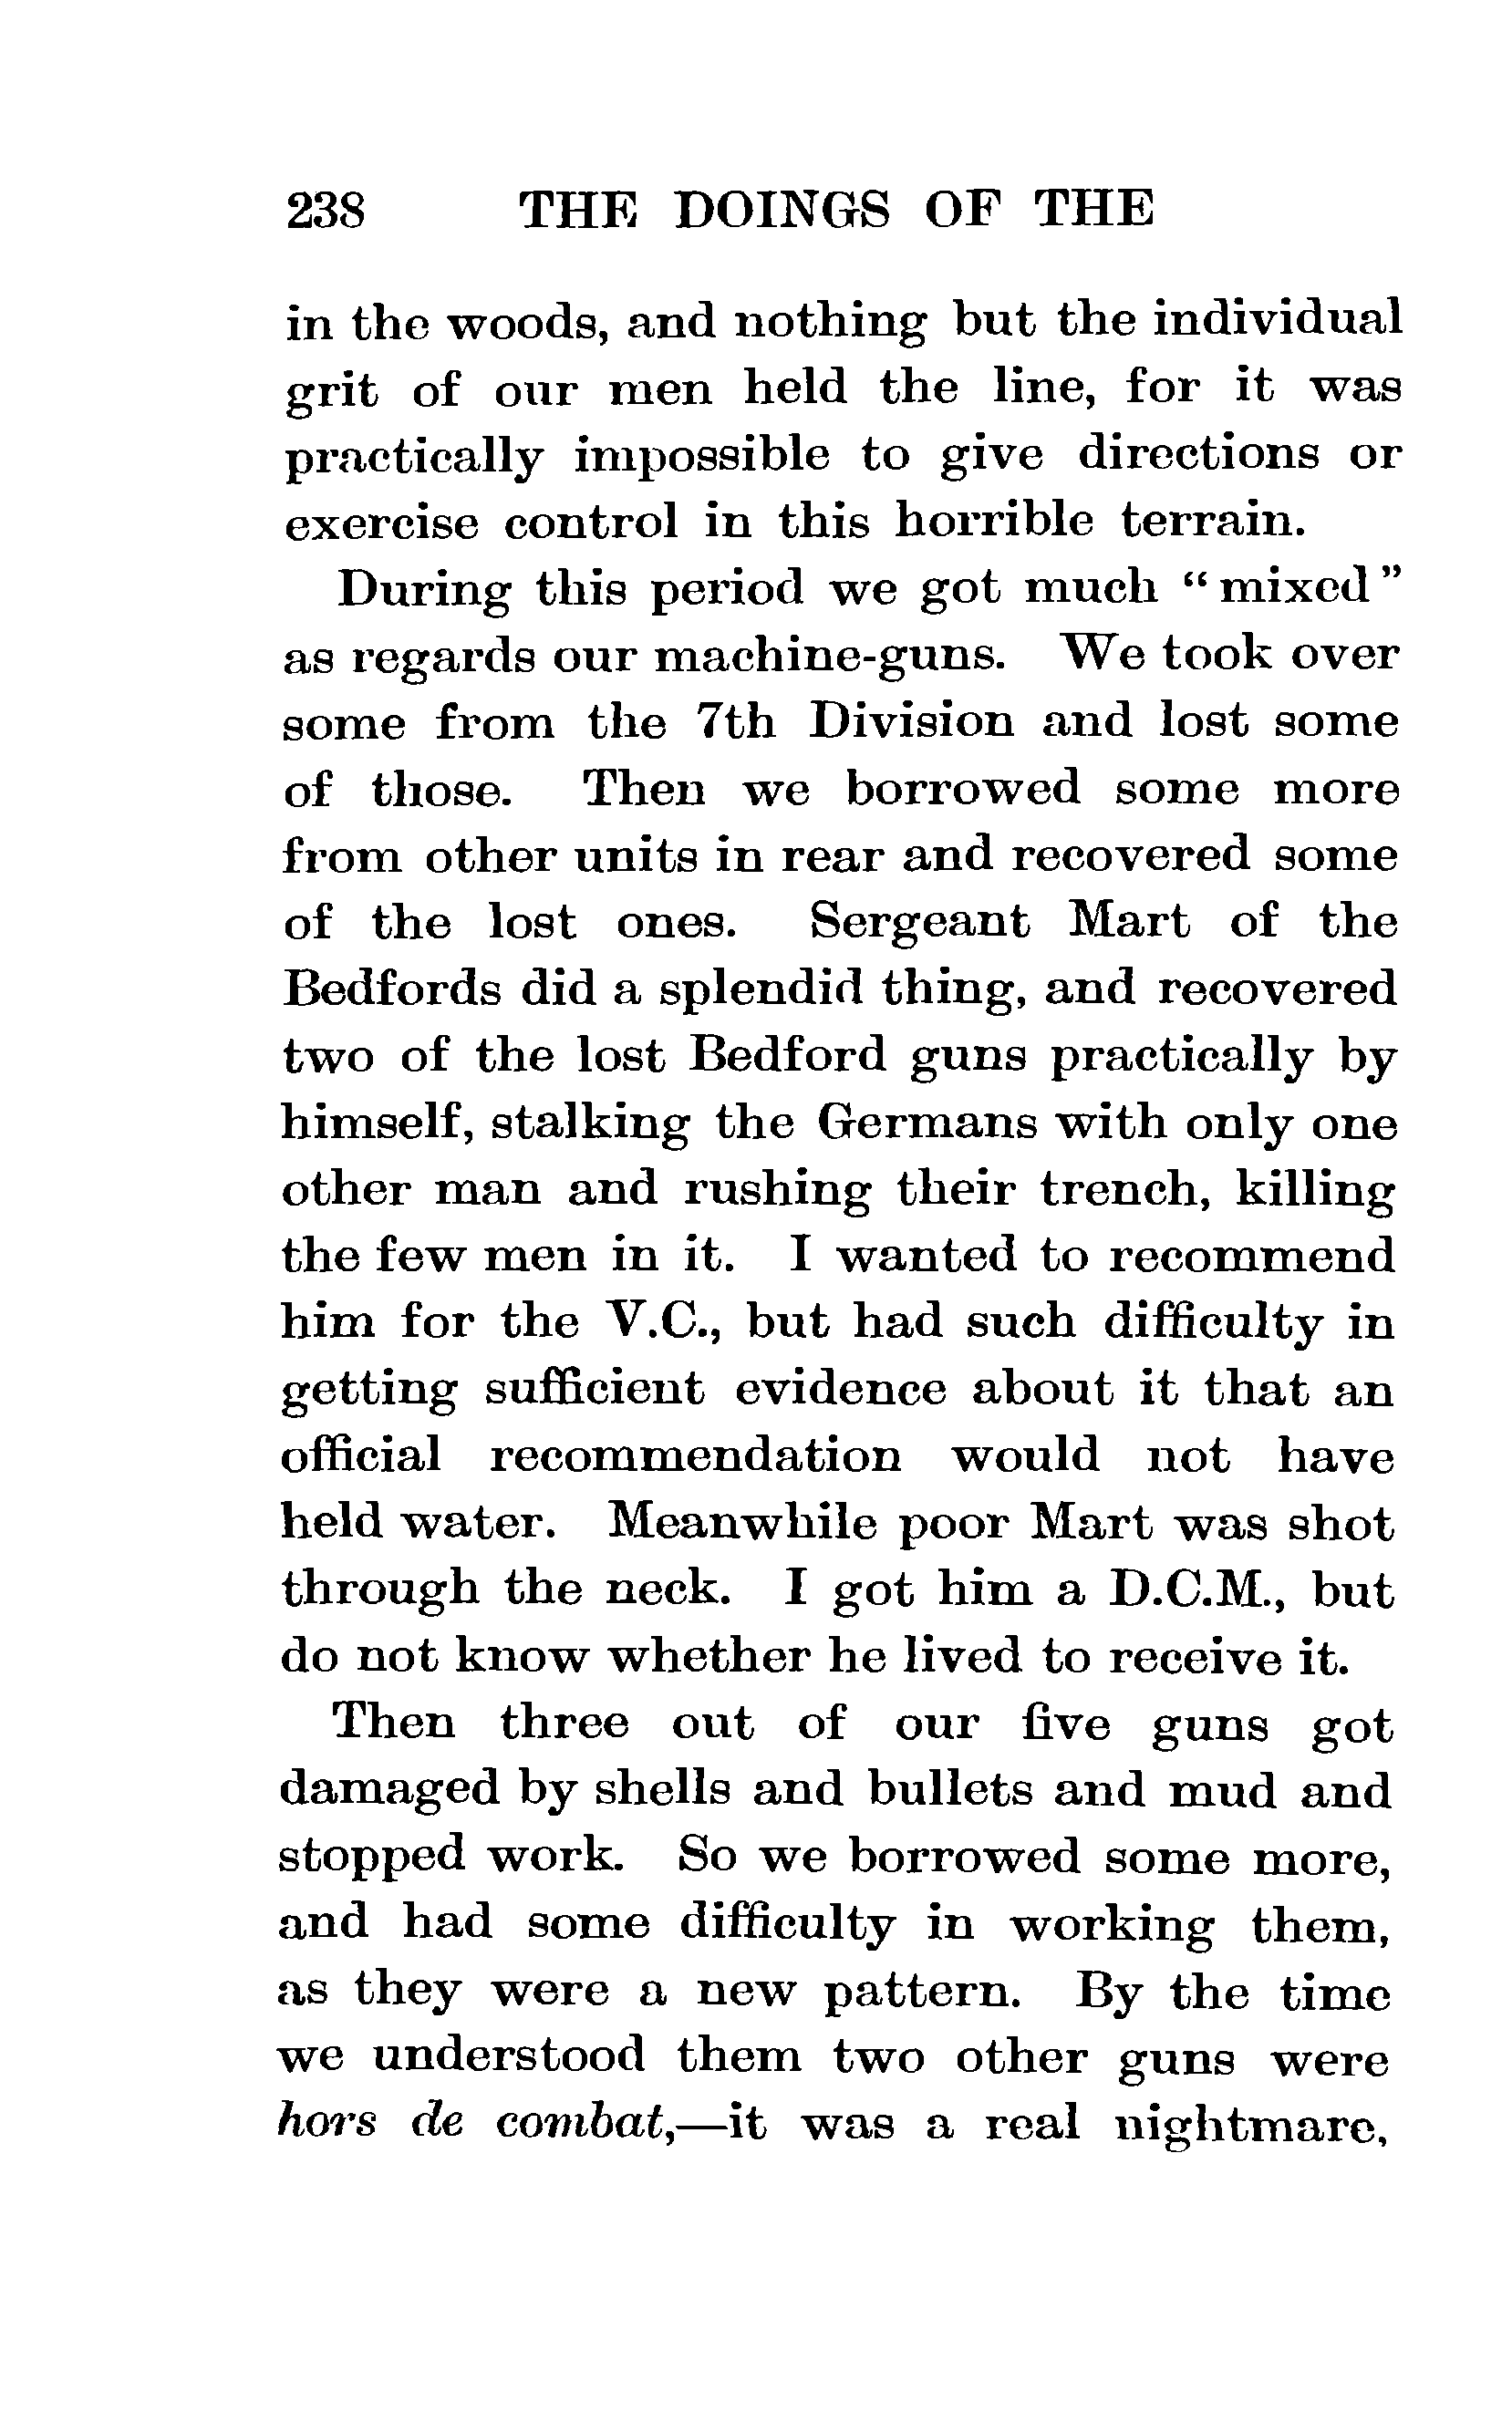 238 THE DOINGS OF THE
in the woods, and nothing but the individual
grit of our men held the line, for it was
practically impossible to give directions or
exercise control in this horrible terrain.
During this period we got much “mixed”
as regards our machine-guns. We took over
some from the 7th Division and lost some
of those. Then we borrowed some more
from other units in rear and recovered some
of the lost ones. Sergeant Mart of the
Bedfords did a splendid thing, and recovered
two of the lost Bedford guns practically by
himself, stalking the Germans with only one
other man and rushing their trench, killing
the few men in it. I wanted to recommend
him for the V.C., but had such difficulty in
getting sufficient evidence about it that an
official recommendation would not have
held water. Meanwhile poor Mart was shot
through the neck. I got him a D.C.M., but
do not know whether he lived to receive it.
Then three out of our five guns got
damaged by shells and bullets and mud and
stopped work. So we borrowed some more,
and had some difficulty in working them,
as they were a new pattern. By the time
we understood them two other guns were
hors de combat,—it was a real nightmare,